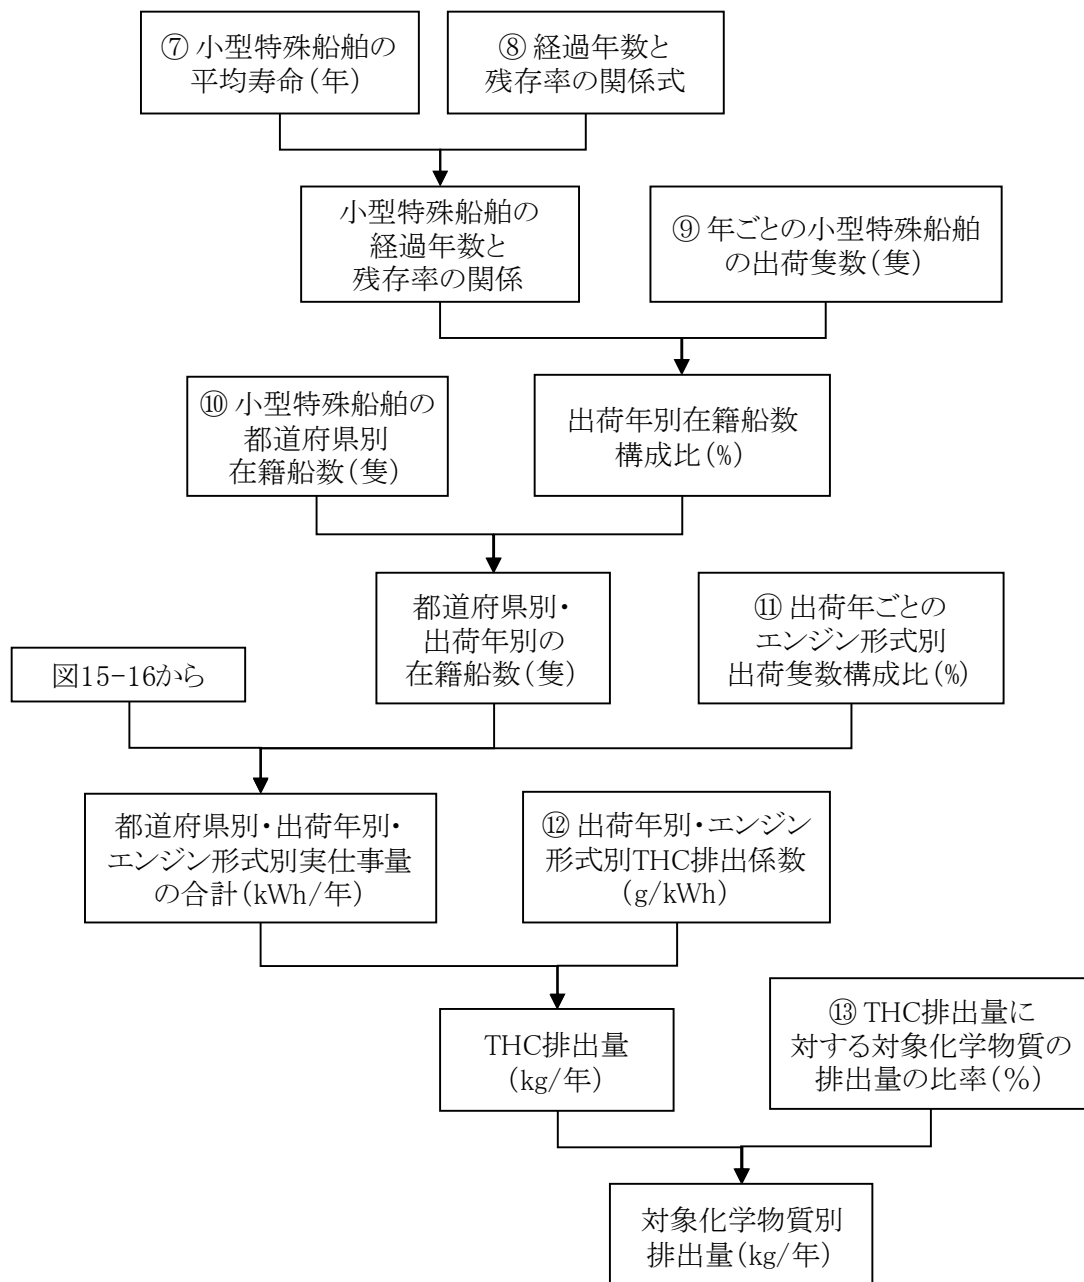 ⑦ 小型特殊船舶の
平均寿命(年)
⑧ 経過年数と
残存率の関係式
小型特殊船舶の
経過年数と
残存率の関係
⑨ 年ごとの小型特殊船舶
の出荷隻数(隻)
⑩ 小型特殊船舶の
都道府県別
在籍船数(隻)
出荷年別在籍船数
構成比(%)
都道府県別・
出荷年別の
在籍船数(隻)
⑪ 出荷年ごとの
エンジン形式別
出荷隻数構成比(%)
図15-16から
都道府県別・出荷年別・
エンジン形式別実仕事量
の合計(kWh/年)
⑫ 出荷年別・エンジン
形式別THC排出係数
(g/kWh)
THC排出量
(kg/年)
⑬ THC排出量に
対する対象化学物質の
排出量の比率(%)
対象化学物質別
排出量(kg/年)